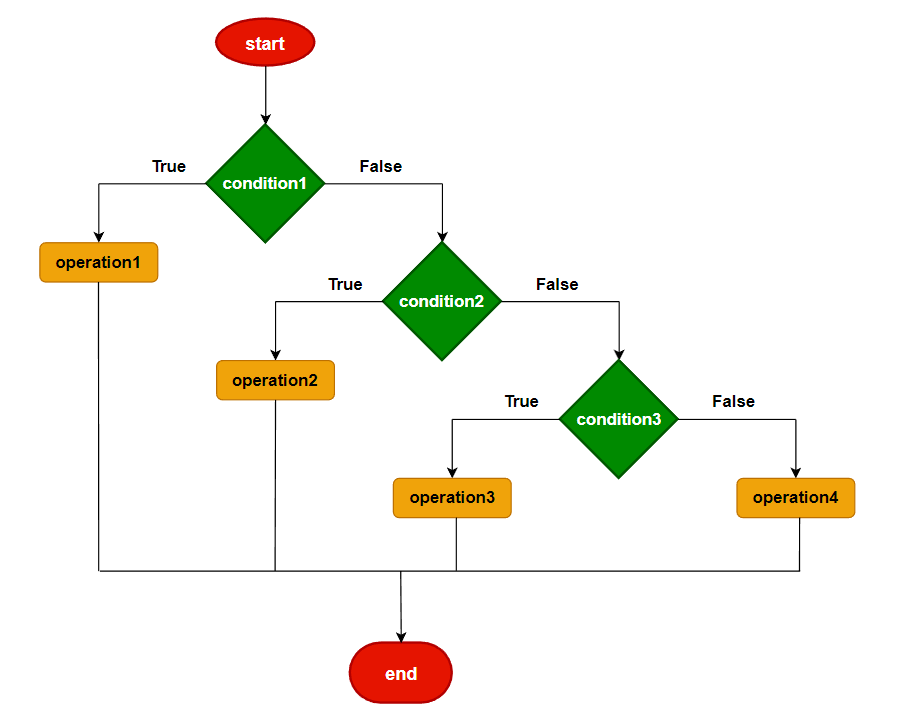 start
True
False
condition1
operation1
True
False
condition2
operation2
True
False
condition3
operation3
operation4
end